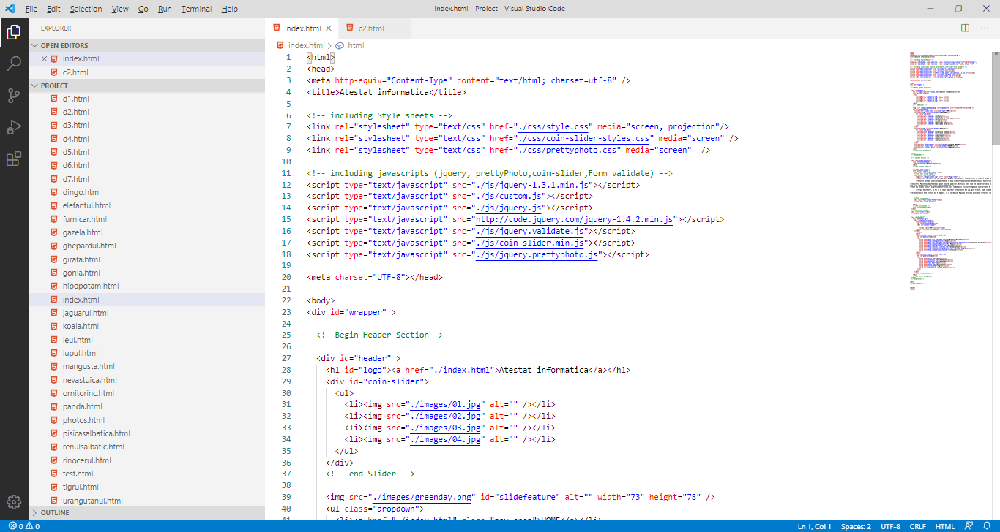 File Edit Selection View Go Run Terminal Help
index.html - Proiect - Visual Studio Code
EXPLORER
OPEN EDITORS
index.html
c2.html
PROIECT
d1.html
d2.html
d3.html
d4.html
d5.html
d6.html
d7.html
dingo.html
elefantul.html
furnicar.html
gazela.html
ghepardul.html
girafa.html
gorila.html
hipopotam.html
index.html
jaguarul.html
koala.html
leul.html
lupul.html
mangusta.html
nevastuica.html
ornitorinc.html
panda.html
photos.html
pisicasalbatica.html
renulsalbatic.html
rinocerul.html
test.html
tigrul.html
urangutanul.html
OUTLINE
index.html c2.html
index.html > html
1 <html>
2 <head>
3 <meta http-equiv="Content-Type" content="text/html; charset=utf-8" />
4 <title>Atestat informatica</title>
5
6 <!-- including Style sheets -->
7 <link rel="stylesheet" type="text/css" href="./css/style.css" media="screen, projection"/>
8 <link rel="stylesheet" type="text/css" href="./css/coin-slider-styles.css" media="screen" />
9 <link rel="stylesheet" type="text/css" href="./css/prettyphoto.css" media="screen"  />
10
11 <!-- including javascripts (jquery, prettyPhoto,coin-slider,Form validate) -->
12 <script type="text/javascript" src="./js/jquery-1.3.1.min.js"></script>
13 <script type="text/javascript" src="./js/custom.js"></script>
14 <script type="text/javascript" src="./js/jquery.js"></script>
15 <script type="text/javascript" src="http://code.jquery.com/jquery-1.4.2.min.js"></script>
16 <script type="text/javascript" src="./js/jquery.validate.js"></script>
17 <script type="text/javascript" src="./js/coin-slider.min.js"></script>
18 <script type="text/javascript" src="./js/jquery.prettyphoto.js"></script>
19
20 <meta charset="UTF-8"></head>
21
22 <body>
23 <div id="wrapper" >
24
25 <!--Begin Header Section-->
26
27 <div id="header" >
28 <h1 id="logo"><a href="./index.html">Atestat informatica</a></h1>
29 <div id="coin-slider">
30 <ul>
31 <li><img src="./images/01.jpg" alt="" /></li>
32 <li><img src="./images/02.jpg" alt="" /></li>
33 <li><img src="./images/03.jpg" alt="" /></li>
34 <li><img src="./images/04.jpg" alt="" /></li>
35 </ul>
36 </div>
37 <!-- end Slider -->
38
39 <img src="./images/greenday.png" id="slidefeature" alt="" width="73" height="78" />
40 <ul class="dropdown">
0 0
Ln 1, Col 1 Spaces: 2 UTF-8 CRLF HTML